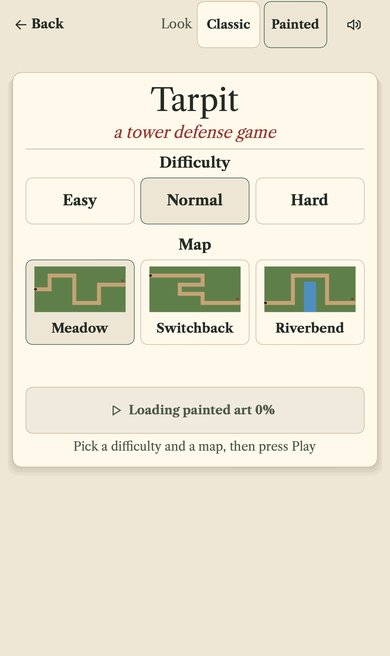 Back
Look
Classic
Painted
Tarpit
a tower defense game
Difficulty
Easy
Normal
Hard
Map
Meadow
Switchback
Riverbend
Loading painted art 0%
Pick a difficulty and a map, then press Play